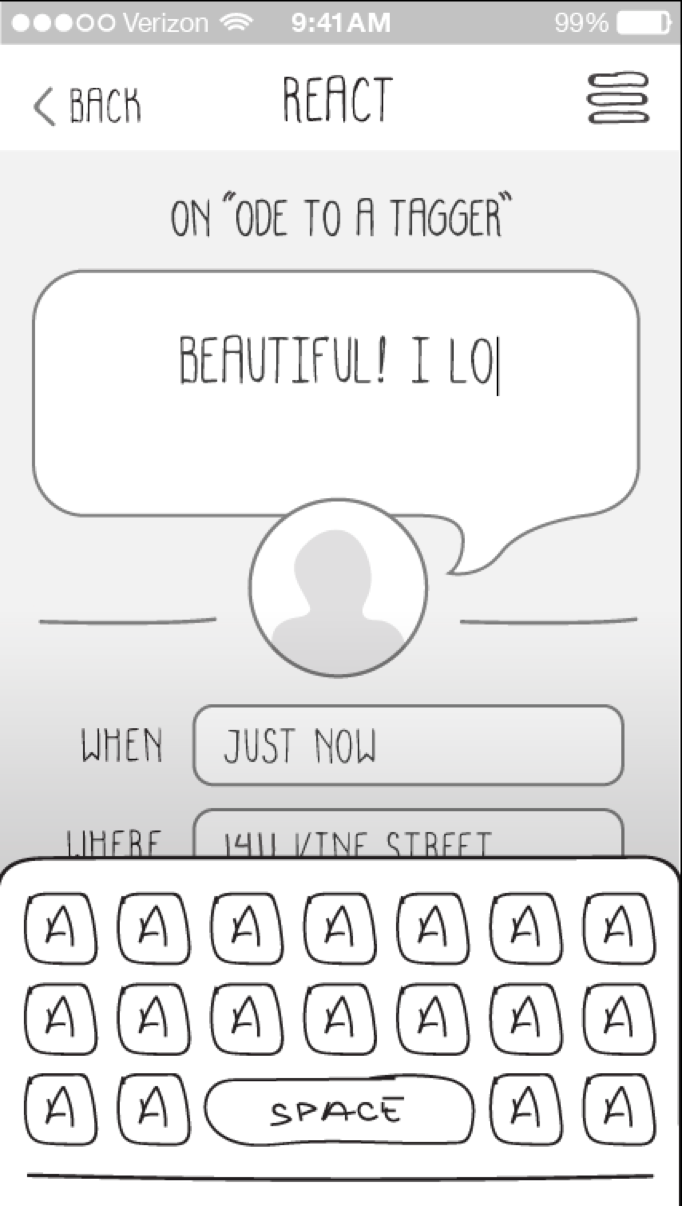 Verizon 9:41 AM 99%
BACK REACT
ON "ODE TO A TAGGER"
BEAUTIFUL! I LO
WHEN JUST NOW
WHERE 1411 VINE STREET
A A A A A A A
A A A A A A A
A A SPACE A A